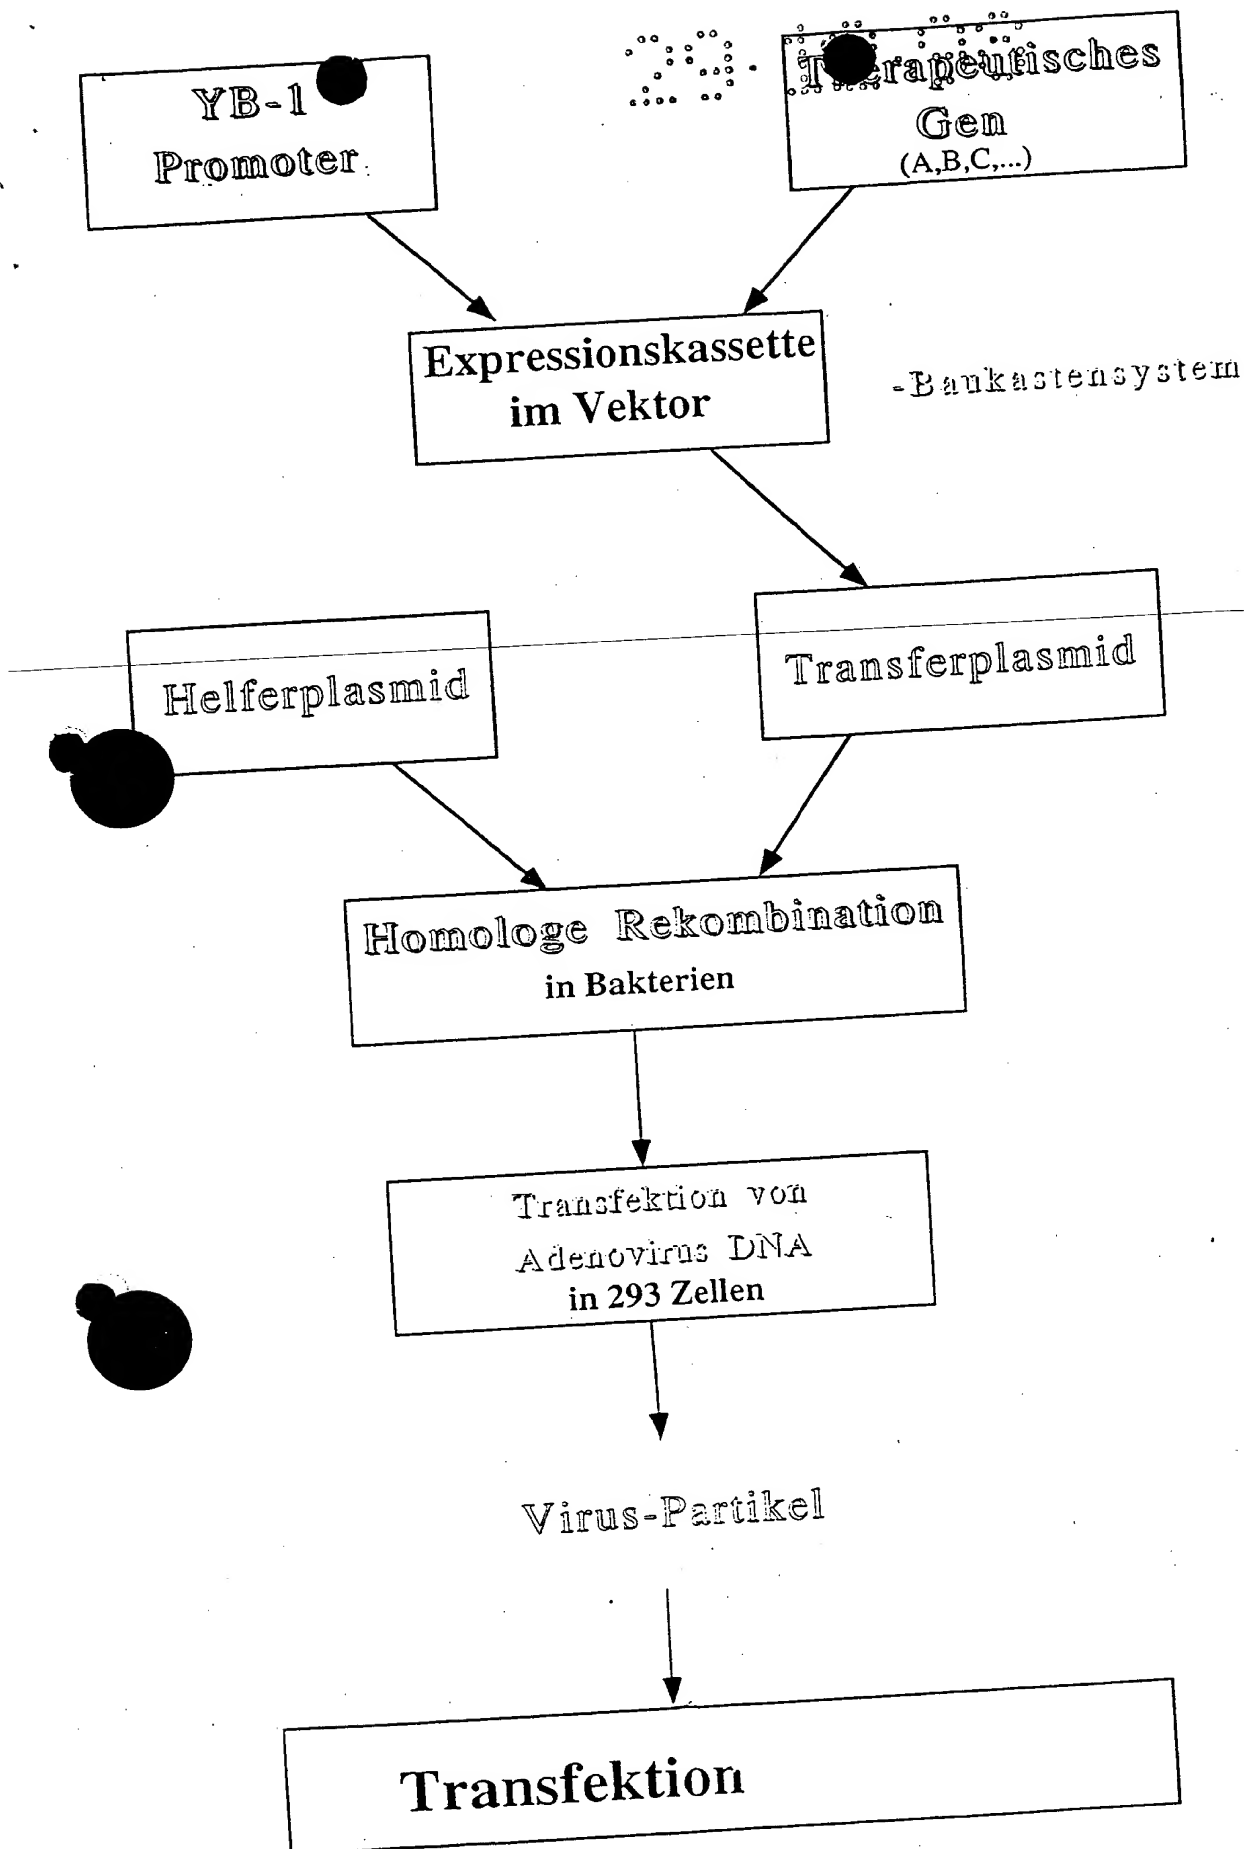 29.
YB-1
Promoter
Therapeutisches
Gen
(A,B,C,...)
Expressionskassette
im Vektor
-Baukastensystem
Helferplasmid
Transferplasmid
Homologe Rekombination
in Bakterien
Transfektion von
Adenovirus DNA
in 293 Zellen
Virus-Partikel
Transfektion